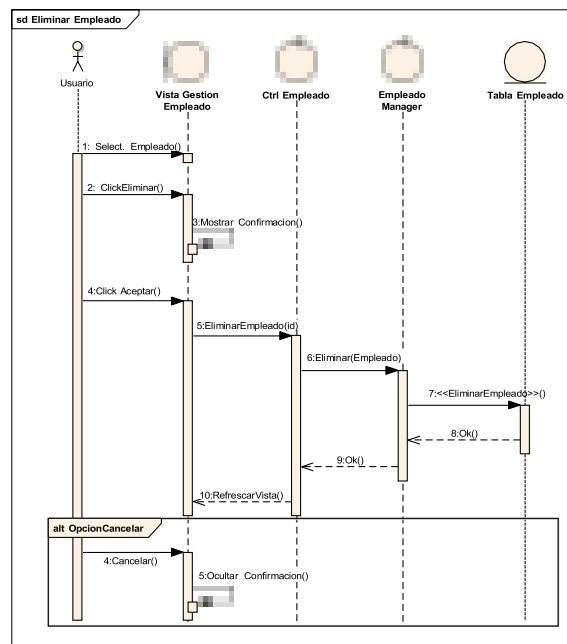 sd Eliminar Empleado
Usuario
Vista Gestion
Empleado
Ctrl Empleado
Empleado
Manager
Tabla Empleado
1: Select. Empleado()
2: ClickEliminar()
3:Mostrar Confirmacion()
4:Click Aceptar()
5:EliminarEmpleado(id)
6:Eliminar(Empleado)
7:<<EliminarEmpleado>>()
8:Ok()
9:Ok()
10:RefrescarVista()
alt OpcionCancelar
4:Cancelar()
5:Ocultar Confirmacion()